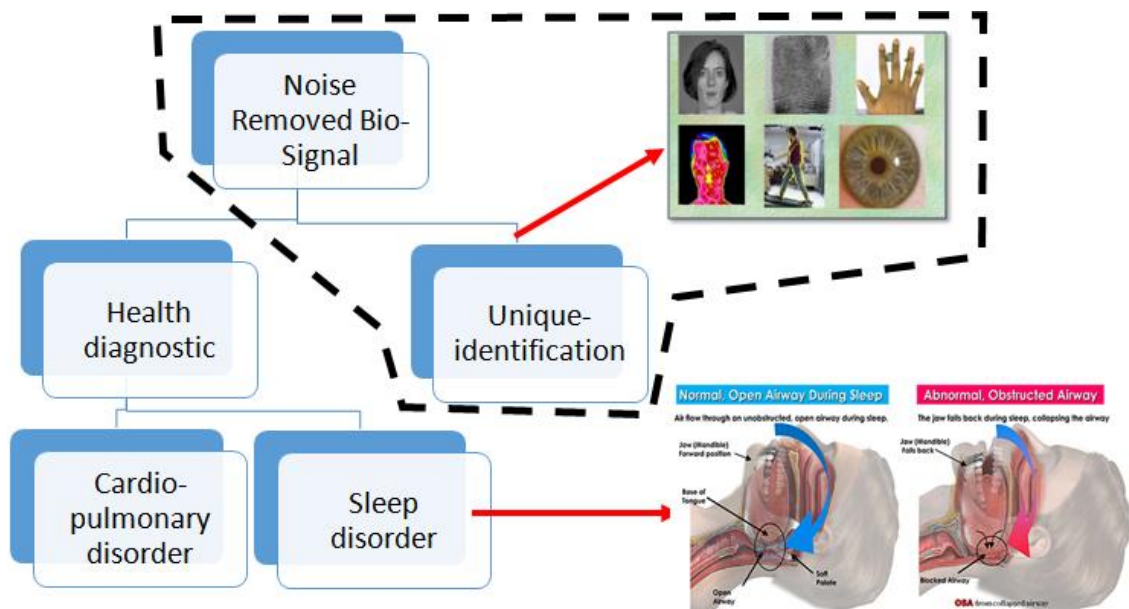 Noise
Removed Bio-
Signal
Health
diagnostic
Unique-
identification
Cardio-
pulmonary
disorder
Sleep
disorder
Normal, Open Airway During Sleep
Air flow through an unobstructed, open airway during sleep.
Jaw (Mandible)
Forward position
Base of
Tongue
Open
Airway
Soft
Palate
Abnormal, Obstructed Airway
The jaw falls back during sleep, collapsing the airway
Jaw (Mandible)
Falls back
Blocked Airway
OSA from collapsed airway